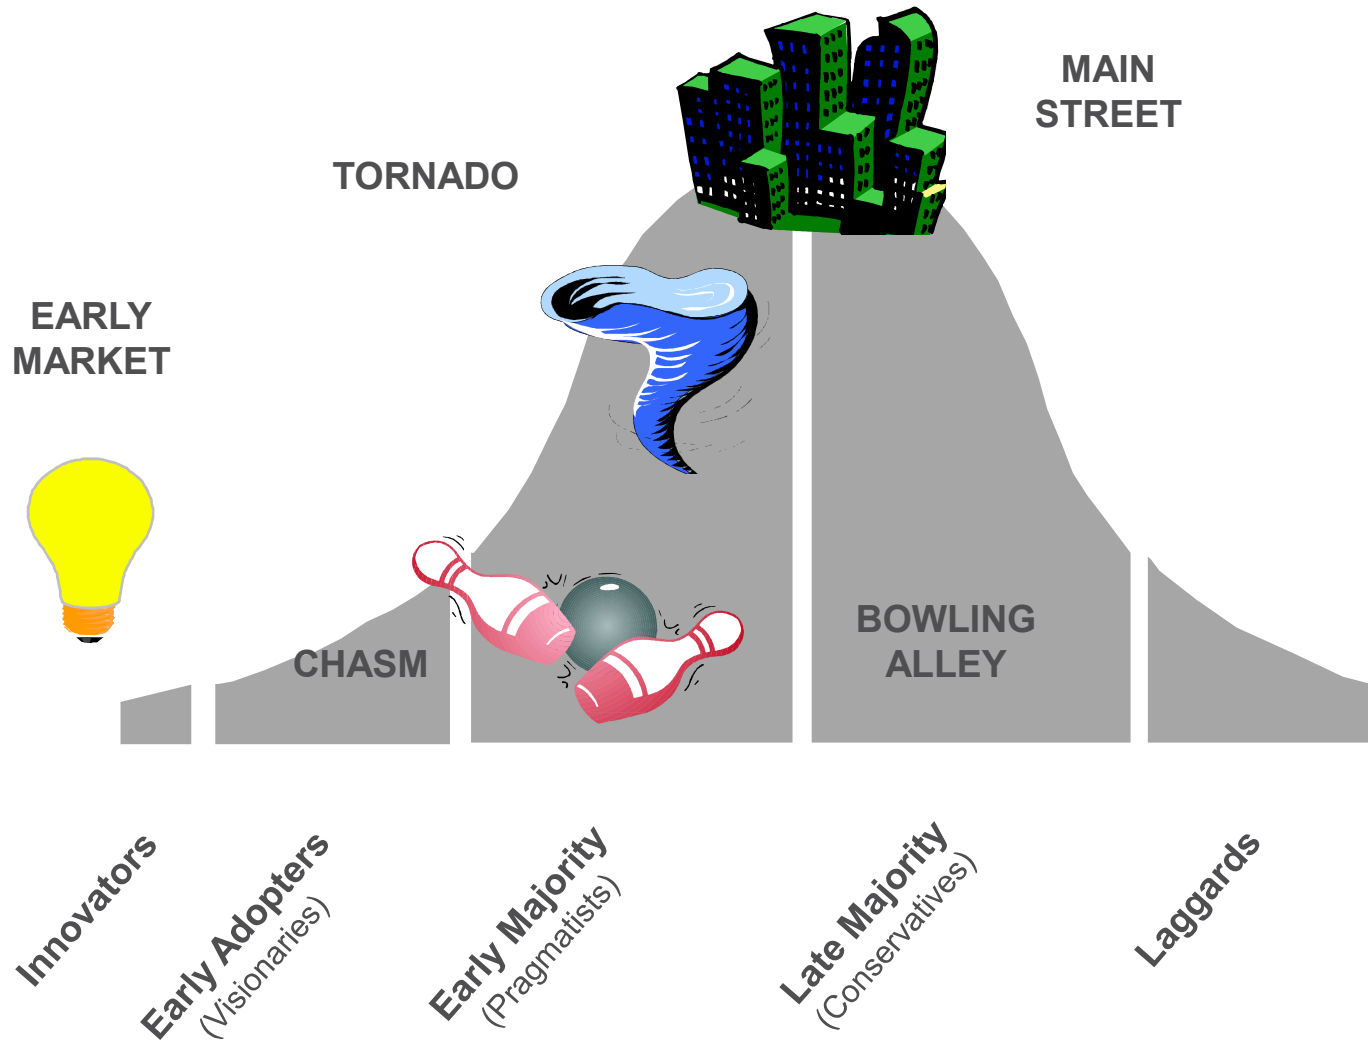 MAIN
STREET
TORNADO
EARLY
MARKET
BOWLING
ALLEY
CHASM
Innovators
Early Adopters
(Visionaries)
Early Majority
(Pragmatists)
Late Majority
(Conservatives)
Laggards